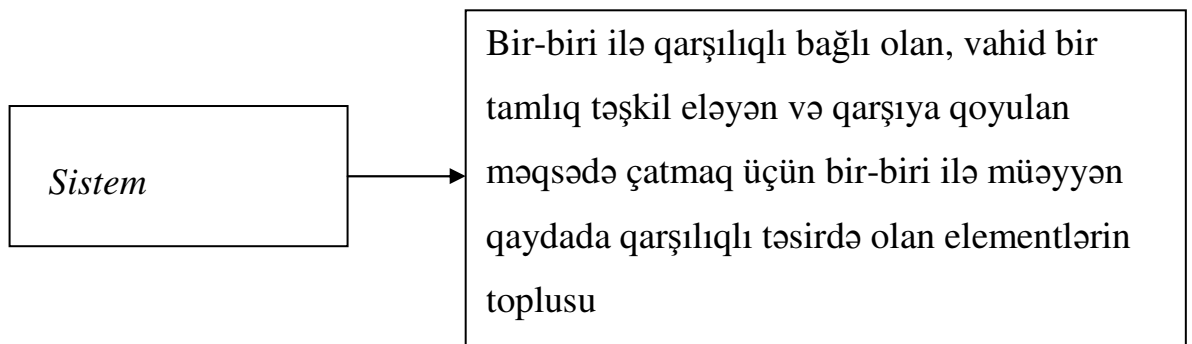 Sistem
Bir-biri ilə qarşılıqlı bağlı olan, vahid bir
tamlıq təşkil eləyən və qarşıya qoyulan
məqsədə çatmaq üçün bir-biri ilə müəyyən
qaydada qarşılıqlı təsirdə olan elementlərin
toplusu